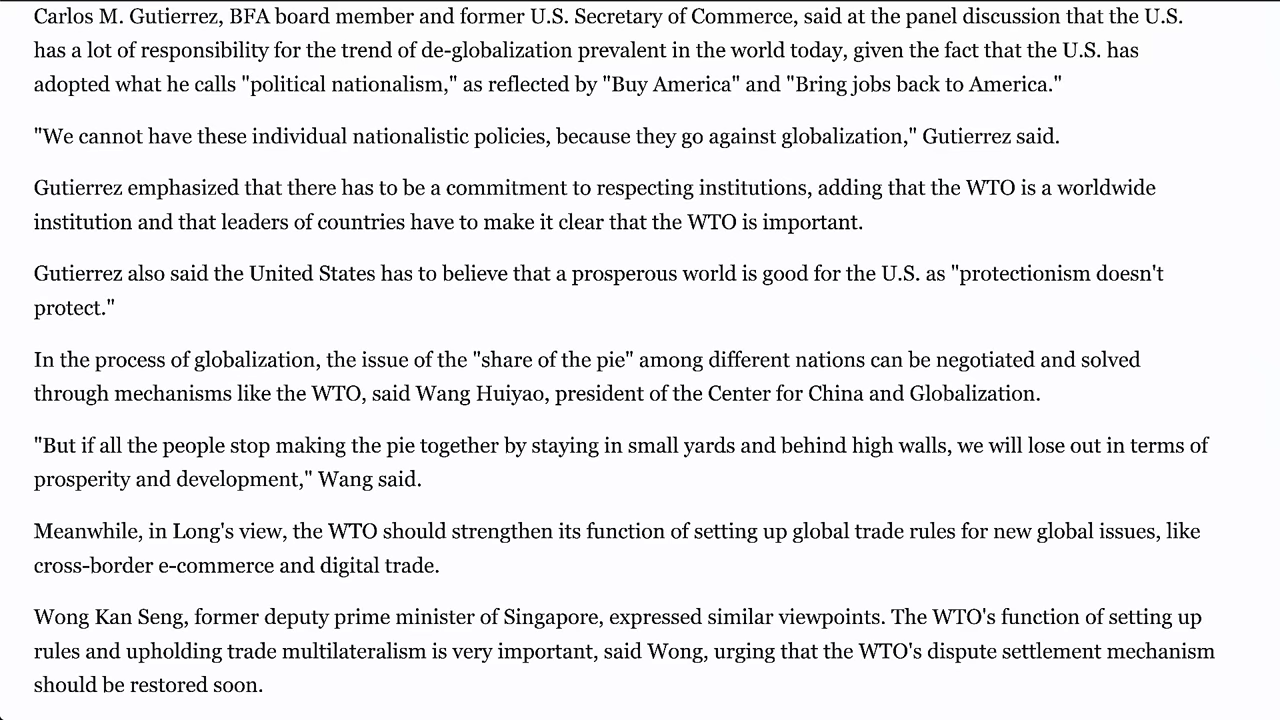 Carlos M. Gutierrez, BFA board member and former U.S. Secretary of Commerce, said at the panel discussion that the U.S.
has a lot of responsibility for the trend of de-globalization prevalent in the world today, given the fact that the U.S. has
adopted what he calls "political nationalism," as reflected by "Buy America" and "Bring jobs back to America."
"We cannot have these individual nationalistic policies, because they go against globalization," Gutierrez said.
Gutierrez emphasized that there has to be a commitment to respecting institutions, adding that the WTO is a worldwide
institution and that leaders of countries have to make it clear that the WTO is important.
Gutierrez also said the United States has to believe that a prosperous world is good for the U.S. as "protectionism doesn't
protect."
In the process of globalization, the issue of the "share of the pie" among different nations can be negotiated and solved
through mechanisms like the WTO, said Wang Huiyao, president of the Center for China and Globalization.
"But if all the people stop making the pie together by staying in small yards and behind high walls, we will lose out in terms of
prosperity and development," Wang said.
Meanwhile, in Long's view, the WTO should strengthen its function of setting up global trade rules for new global issues, like
cross-border e-commerce and digital trade.
Wong Kan Seng, former deputy prime minister of Singapore, expressed similar viewpoints. The WTO's function of setting up
rules and upholding trade multilateralism is very important, said Wong, urging that the WTO's dispute settlement mechanism
should be restored soon.